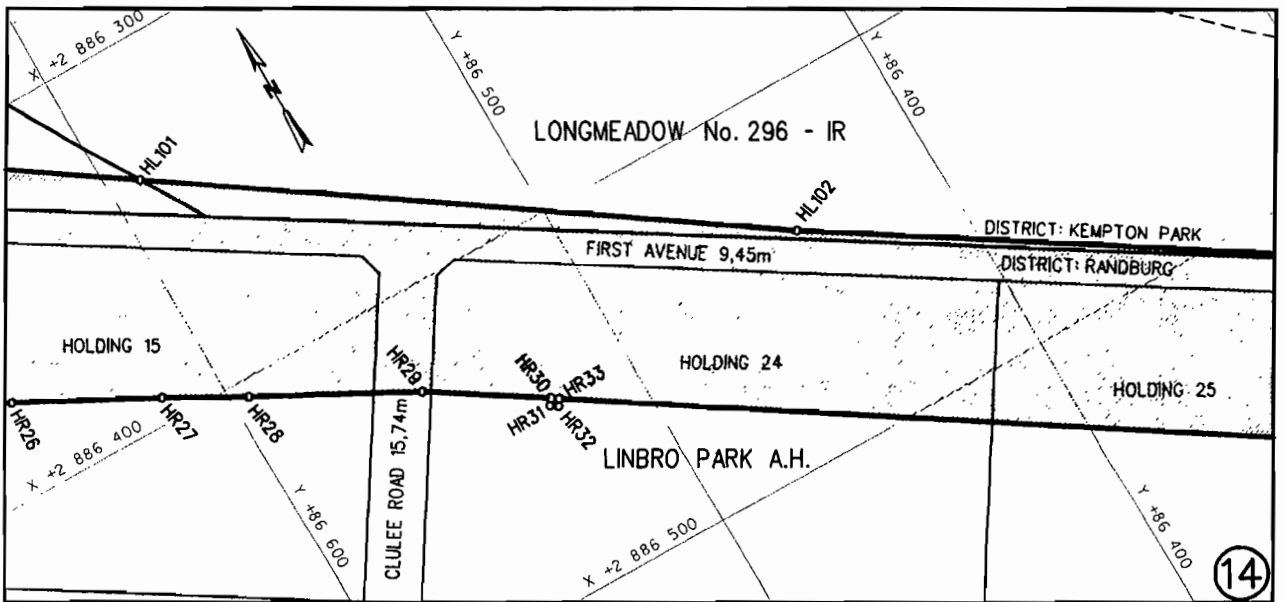 X +2 886 300
Y +86 500
Y +86 400
N
LONGMEADOW No. 296 - IR
HL101
HL102
DISTRICT: KEMPTON PARK
FIRST AVENUE 9,45m
DISTRICT: RANDBURG
HOLDING 15
HOLDING 24
HOLDING 25
HR26
HR27
HR28
HR29
HR30
HR33
HR31
HR32
X +2 886 400
LINBRO PARK A.H.
CLULEE ROAD 15,74m
Y +86 600
X +2 886 500
Y +86 400
14